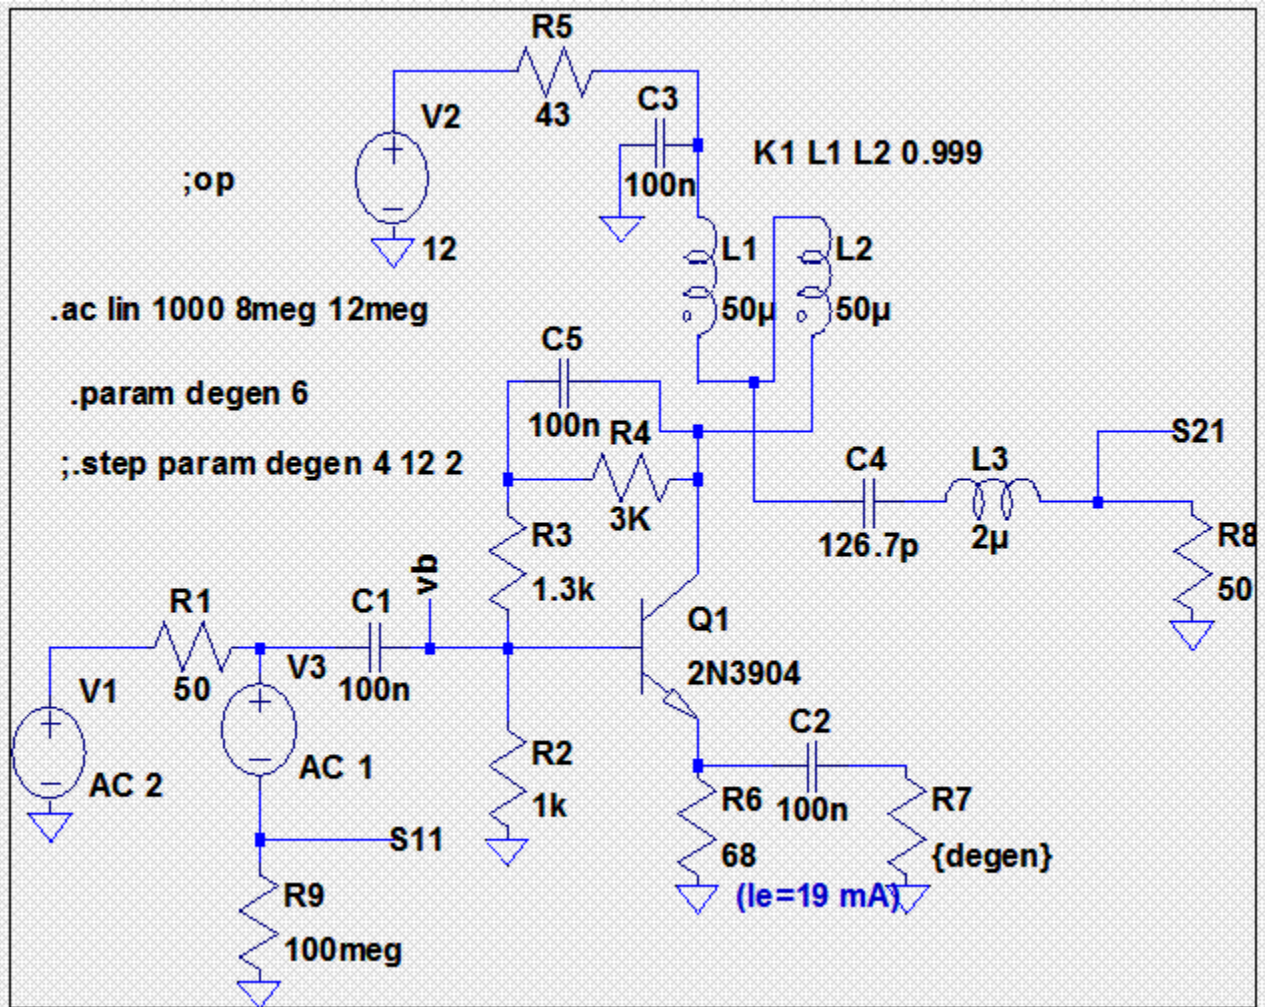 R5
43
V2
12
C3
100n
K1 L1 L2 0.999
;op
L1
50µ
L2
50µ
.ac lin 1000 8meg 12meg
C5
100n
R4
3K
.param degen 6
;.step param degen 4 12 2
S21
C4
126.7p
L3
2µ
R8
50
R3
1.3k
vb
R1
50
C1
100n
Q1
2N3904
V1
AC 2
V3
AC 1
S11
R2
1k
C2
100n
R6
68
R7
{degen}
(Ie=19 mA)
R9
100meg